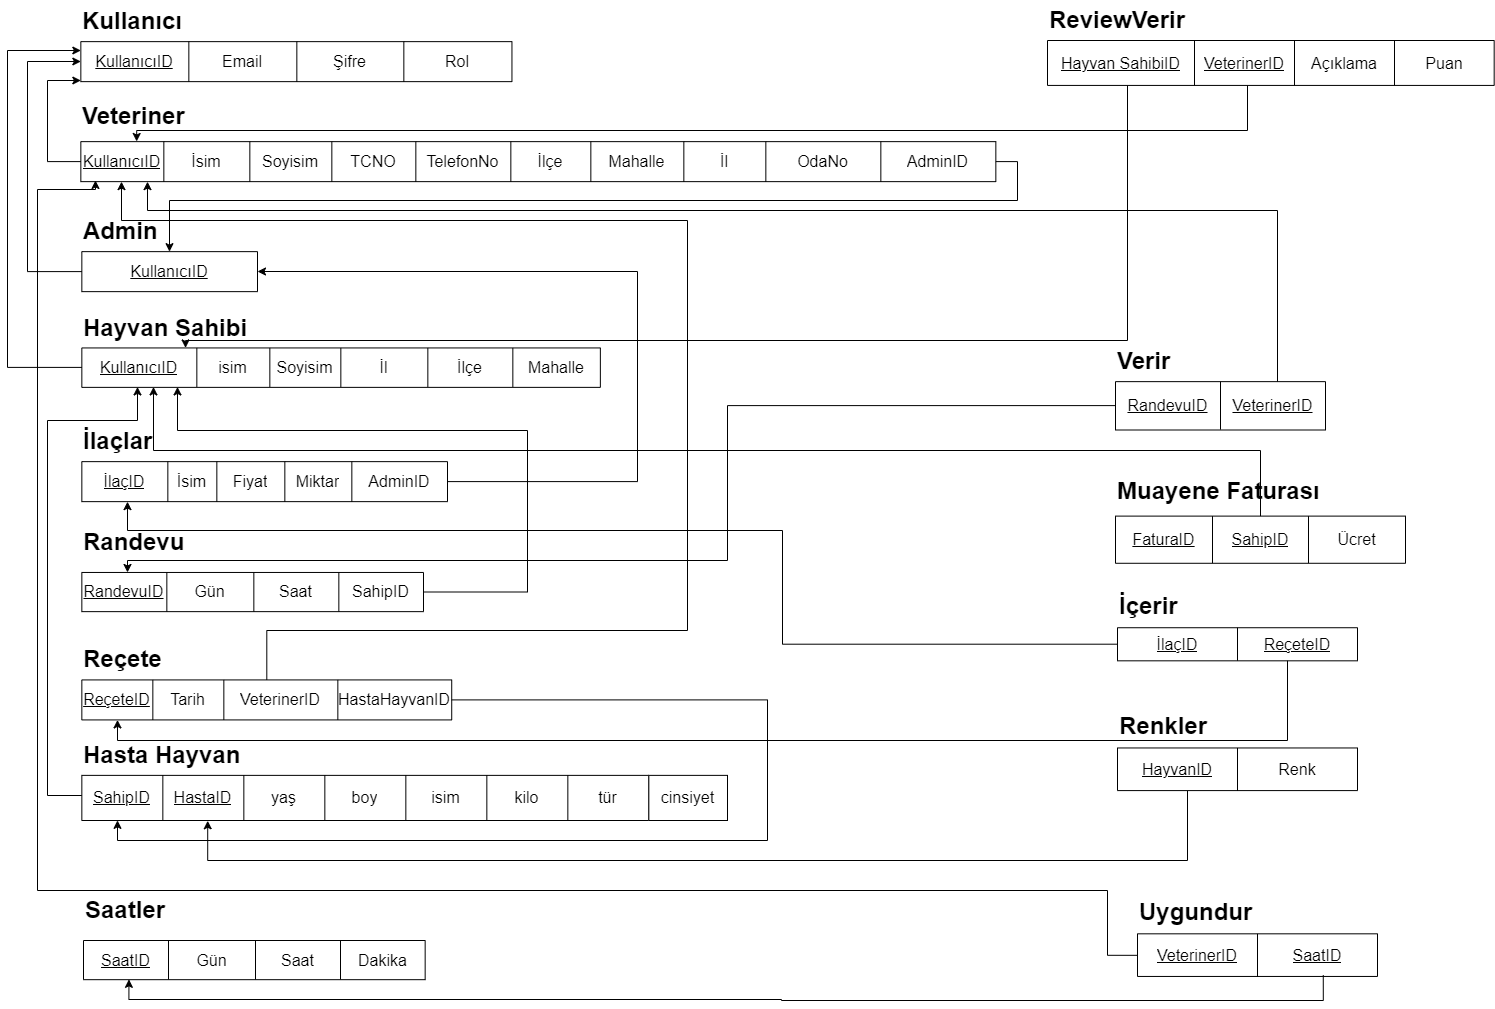 Kullanıcı
KullanıcıID Email Şifre Rol
Veteriner
KullanıcıID İsim Soyisim TCNO TelefonNo İlçe Mahalle İl OdaNo AdminID
Admin
KullanıcıID
Hayvan Sahibi
KullanıcıID isim Soyisim İl İlçe Mahalle
İlaçlar
İlaçID İsim Fiyat Miktar AdminID
Randevu
RandevuID Gün Saat SahipID
Reçete
ReçeteID Tarih VeterinerID HastaHayvanID
Hasta Hayvan
SahipID HastaID yaş boy isim kilo tür cinsiyet
Saatler
SaatID Gün Saat Dakika
ReviewVerir
Hayvan SahibiID VeterinerID Açıklama Puan
Verir
RandevuID VeterinerID
Muayene Faturası
FaturaID SahipID Ücret
İçerir
İlaçID ReçeteID
Renkler
HayvanID Renk
Uygundur
VeterinerID SaatID